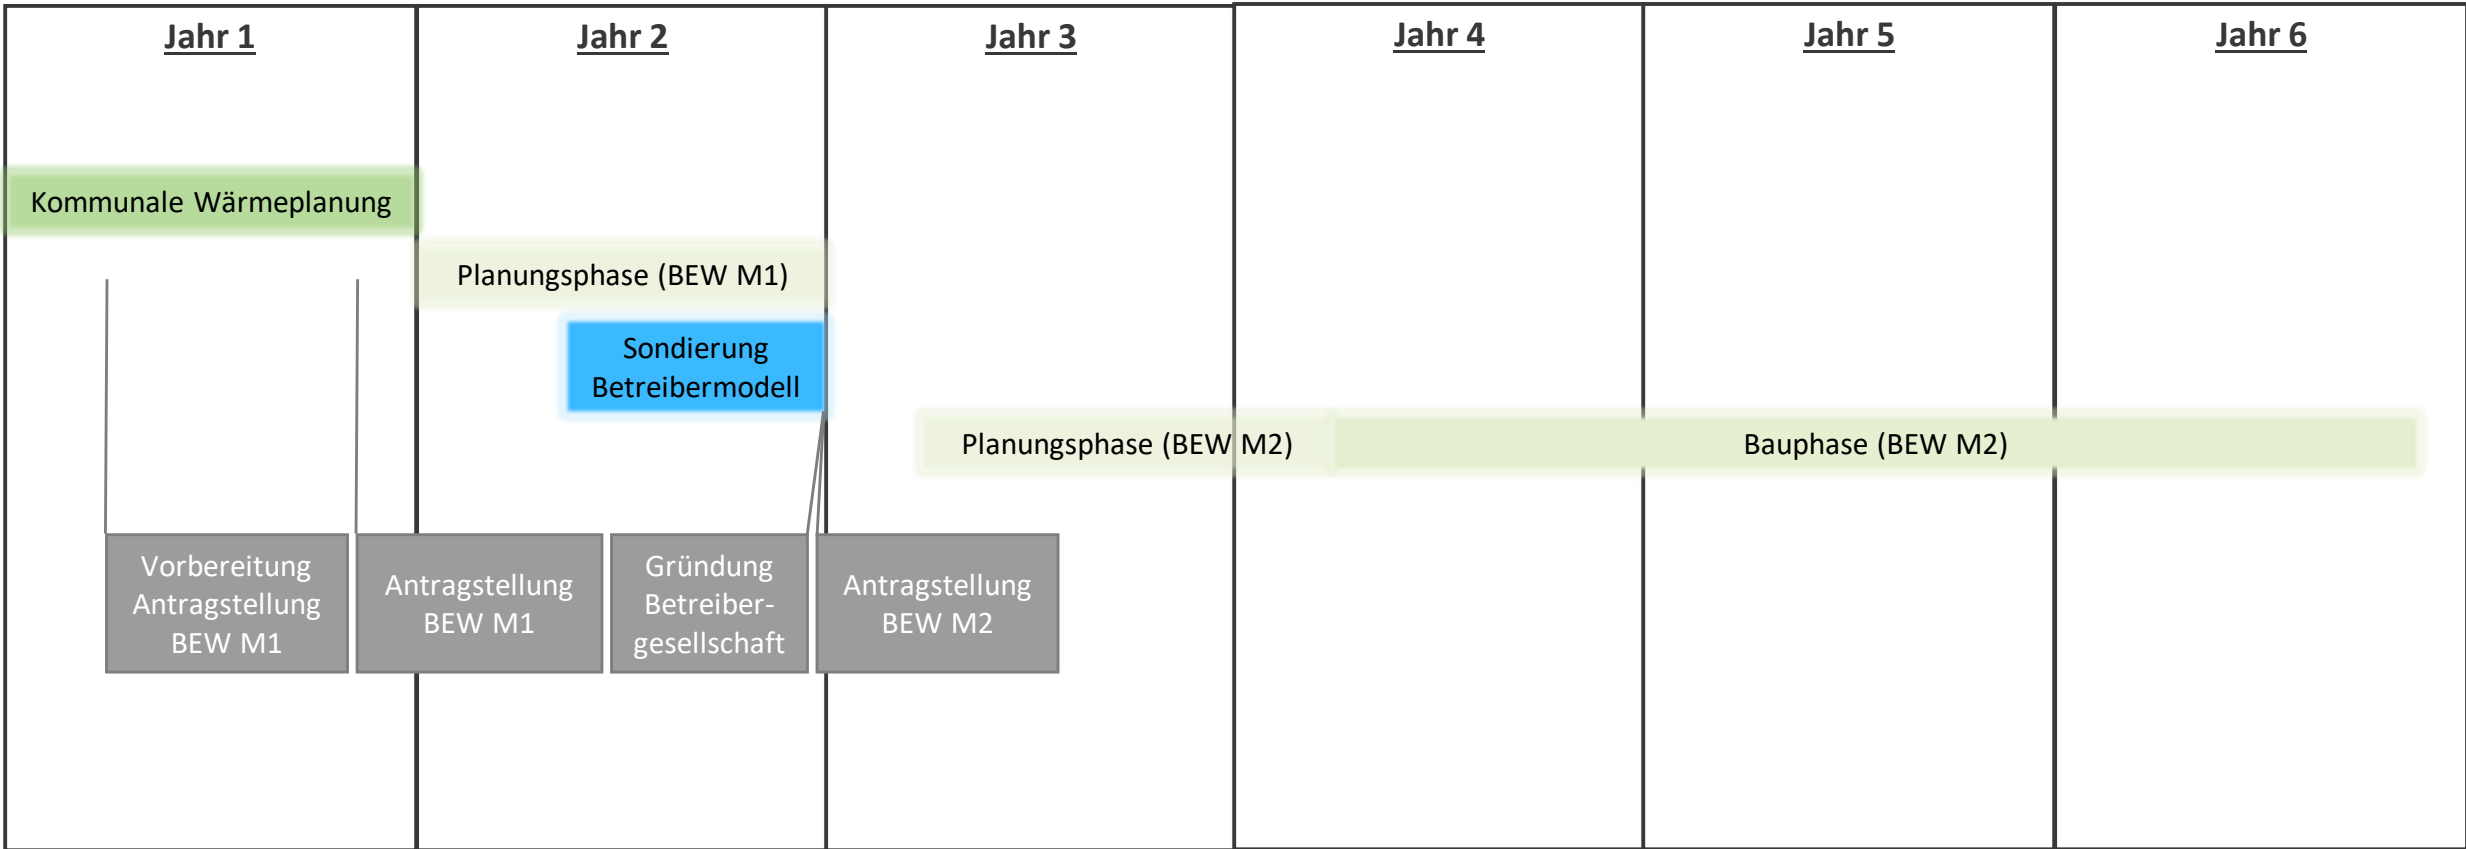 Jahr 1
Jahr 2
Jahr 3
Jahr 4
Jahr 5
Jahr 6
Kommunale Wärmeplanung
Planungsphase (BEW M1)
Sondierung
Betreibermodell
Planungsphase (BEW M2)
Bauphase (BEW M2)
Vorbereitung
Antragstellung
BEW M1
Antragstellung
BEW M1
Gründung
Betreiber-
gesellschaft
Antragstellung
BEW M2